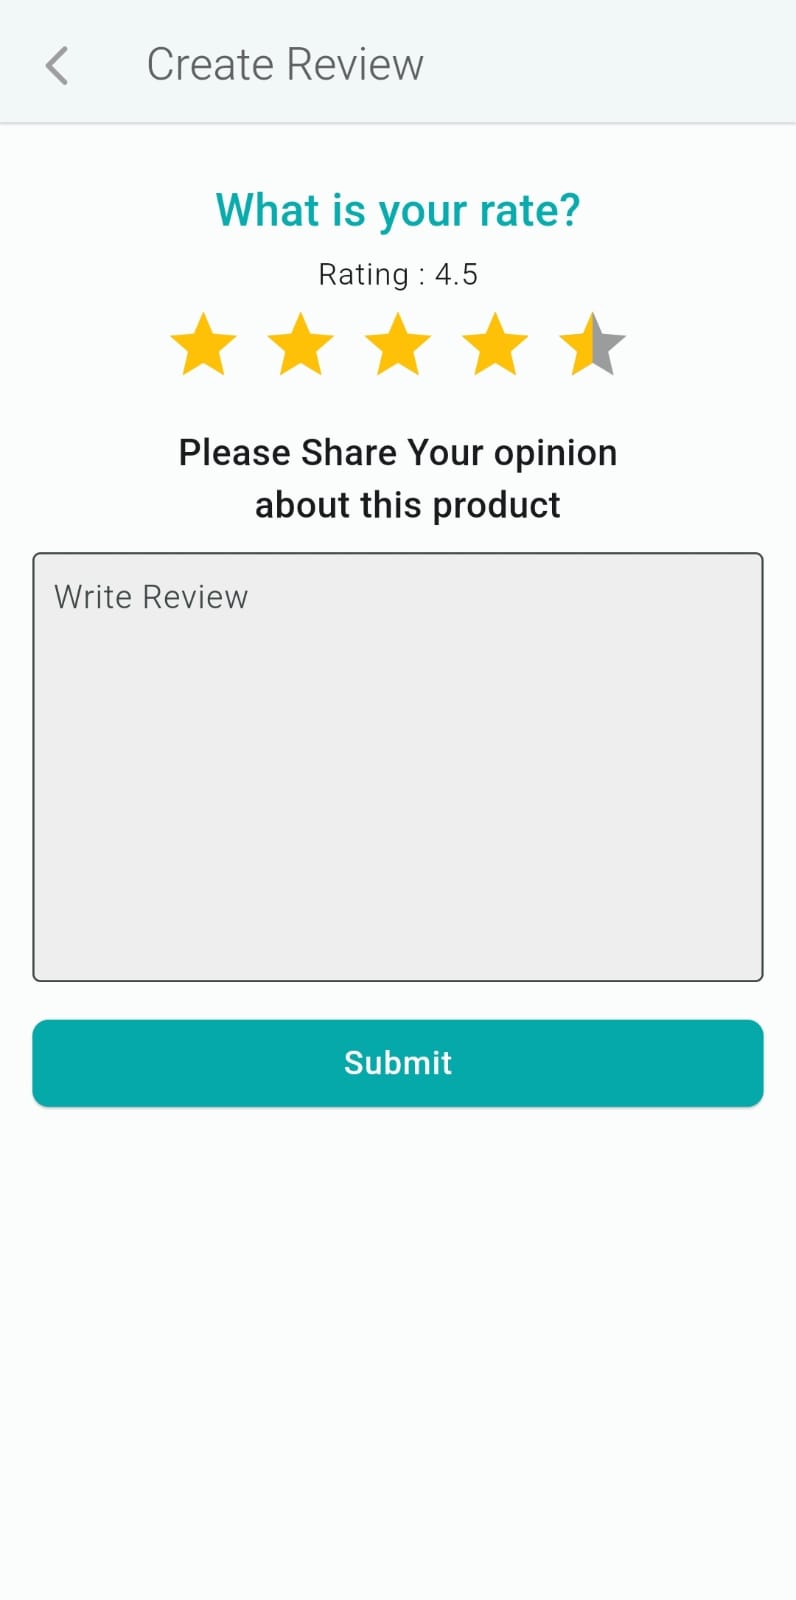 Create Review
What is your rate?
Rating : 4.5
Please Share Your opinion
about this product
Write Review
Submit